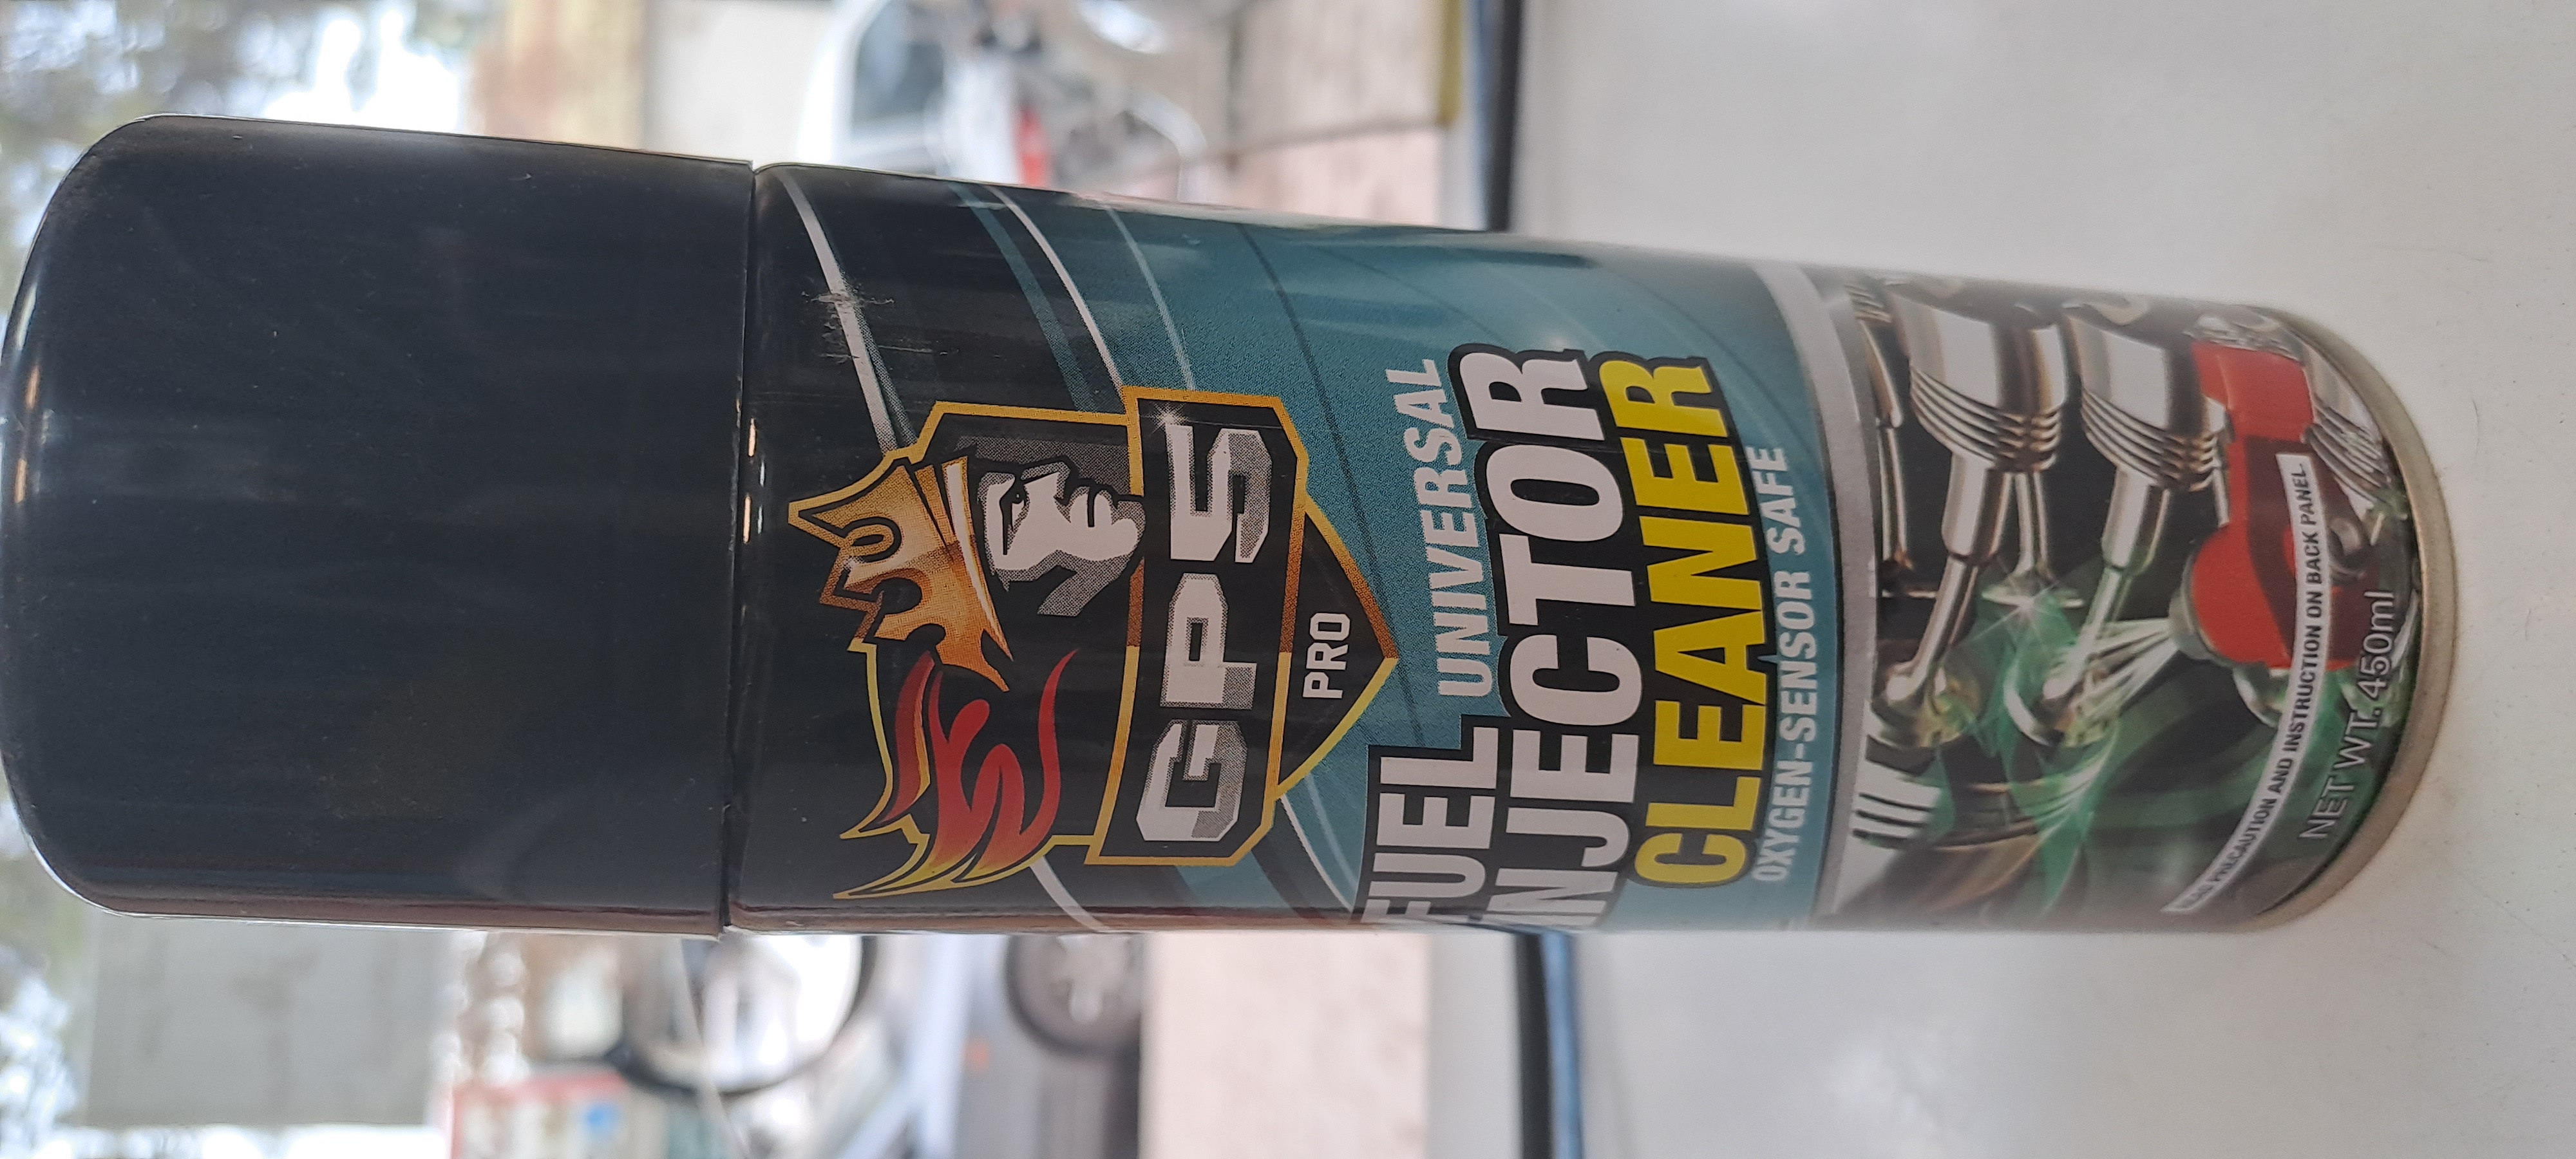 GPS
PRO
UNIVERSAL
FUEL
INJECTOR
CLEANER
OXYGEN-SENSOR SAFE
PRECAUTION AND INSTRUCTION ON BACK PANEL.
NET WT. 450ml